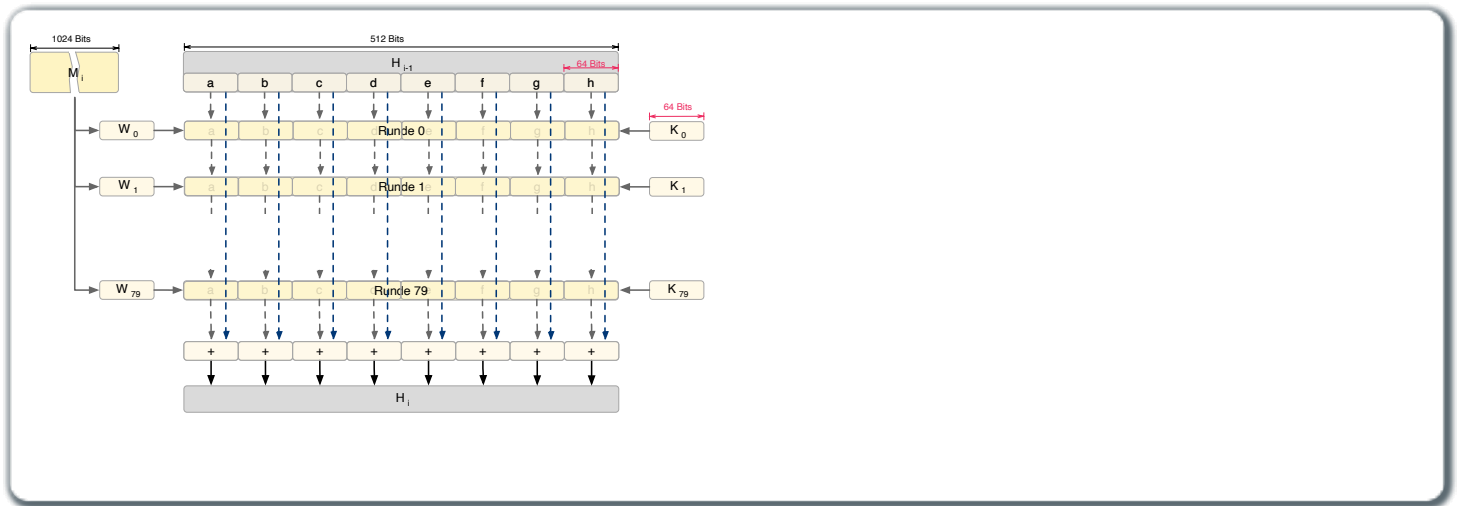 1024 Bits 512 Bits
M i H i-1 64 Bits
a b c d e f g h
64 Bits
W 0 a b c d Runde 0 e f g h K 0
W 1 a b c d Runde 1 e f g h K 1
W 79 a b c d Runde 79 e f g h K 79
+ + + + + + + +
H i